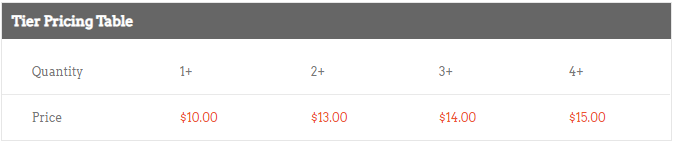 Tier Pricing Table
Quantity 1+ 2+ 3+ 4+
Price $10.00 $13.00 $14.00 $15.00